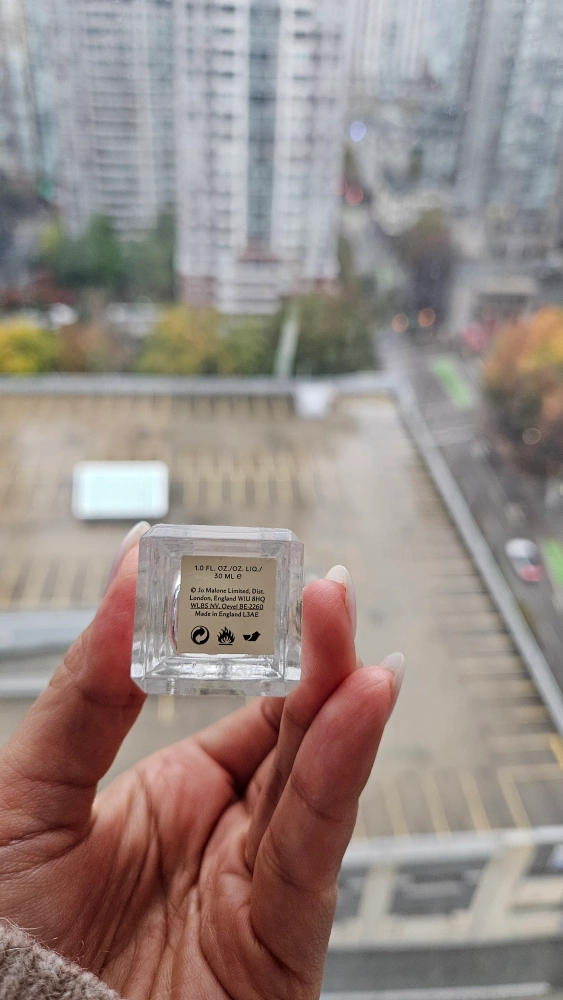 1.0 FL. OZ./OZ. LIQ./
30 ML ℮
© Jo Malone Limited, Dist.
London, England W1U 8HQ
WLBS NV. Oevel BE-2260
Made in England L3AE